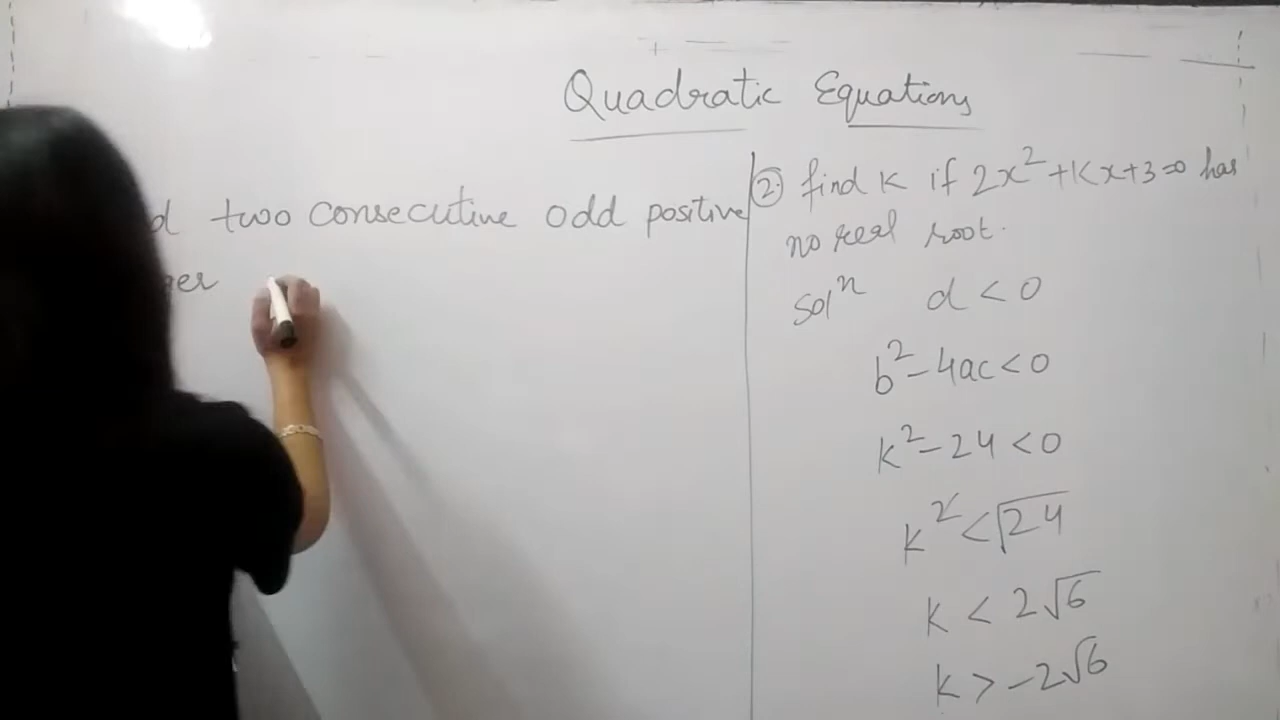 Quadratic Equations
two consecutive odd positive
② find k if 2x² + kx + 3 = 0 has
no real root.
Solⁿ d < 0
b² - 4ac < 0
k² - 24 < 0
k² < √24
k < 2√6
k > -2√6